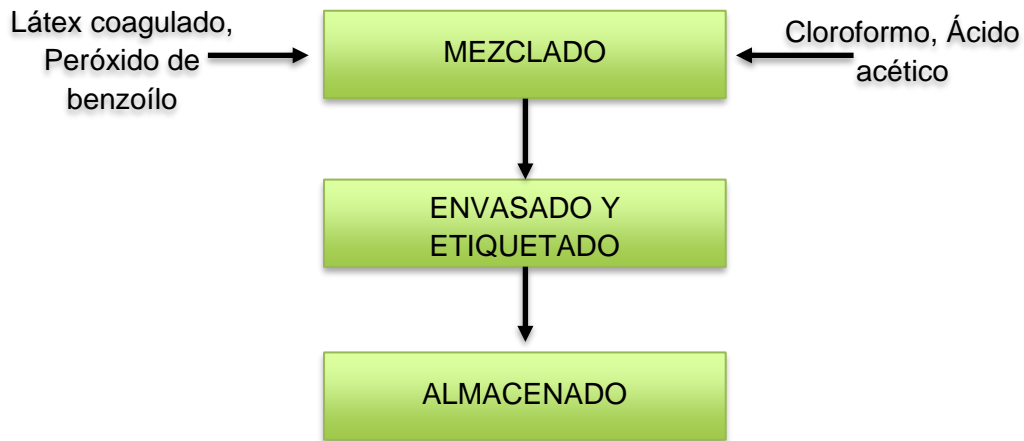 Látex coagulado,
Peróxido de
benzoílo
MEZCLADO
Cloroformo, Ácido
acético
ENVASADO Y
ETIQUETADO
ALMACENADO